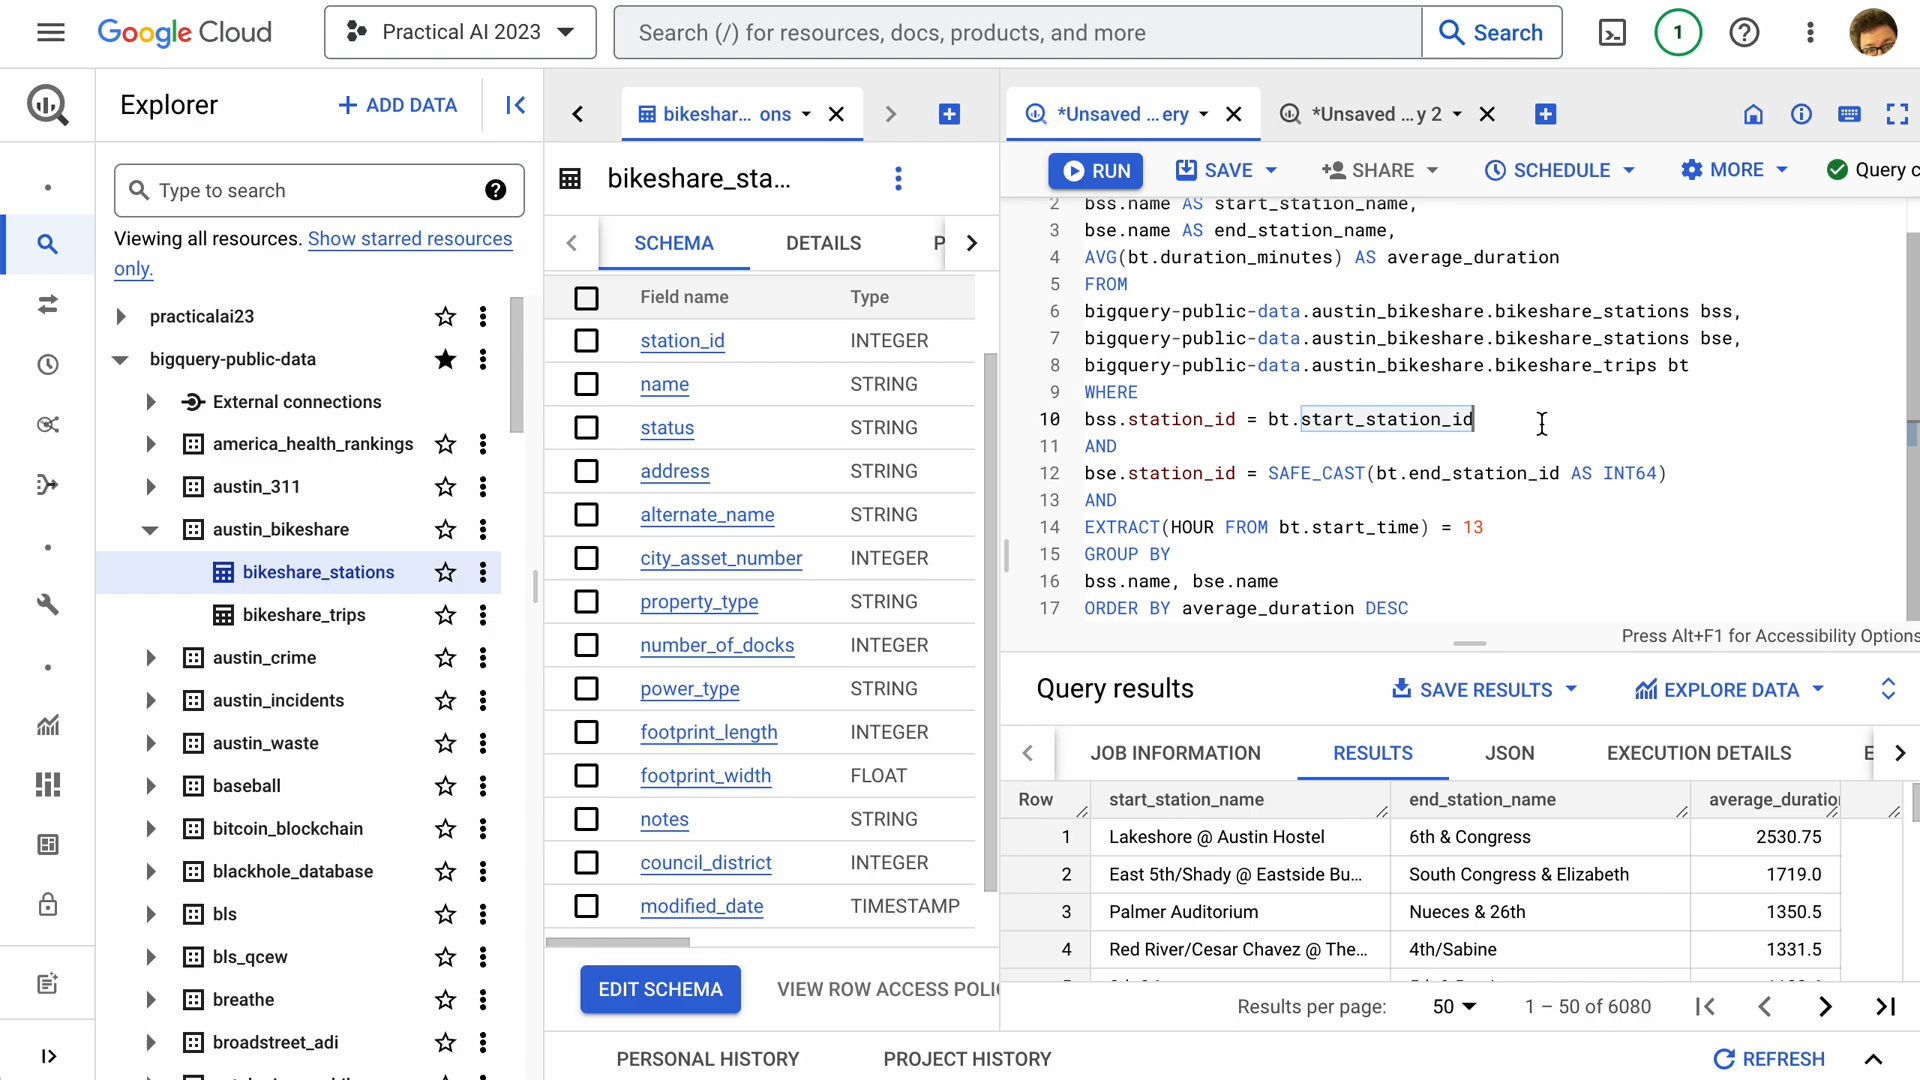 Google Cloud
Practical AI 2023
Search (/) for resources, docs, products, and more
Search
1
Explorer
+ ADD DATA
Type to search
Viewing all resources. Show starred resources
only.
practicalai23
bigquery-public-data
External connections
america_health_rankings
austin_311
austin_bikeshare
bikeshare_stations
bikeshare_trips
austin_crime
austin_incidents
austin_waste
baseball
bitcoin_blockchain
blackhole_database
bls
bls_qcew
breathe
broadstreet_adi
bikeshar... ons
bikeshare_sta...
SCHEMA
DETAILS
P
Field name Type
station_id INTEGER
name STRING
status STRING
address STRING
alternate_name STRING
city_asset_number INTEGER
property_type STRING
number_of_docks INTEGER
power_type STRING
footprint_length INTEGER
footprint_width FLOAT
notes STRING
council_district INTEGER
modified_date TIMESTAMP
EDIT SCHEMA
VIEW ROW ACCESS POLI
*Unsaved ...ery
*Unsaved ...y 2
RUN
SAVE
SHARE
SCHEDULE
MORE
Query c
2 bss.name AS start_station_name,
3 bse.name AS end_station_name,
4 AVG(bt.duration_minutes) AS average_duration
5 FROM
6 bigquery-public-data.austin_bikeshare.bikeshare_stations bss,
7 bigquery-public-data.austin_bikeshare.bikeshare_stations bse,
8 bigquery-public-data.austin_bikeshare.bikeshare_trips bt
9 WHERE
10 bss.station_id = bt.start_station_id
11 AND
12 bse.station_id = SAFE_CAST(bt.end_station_id AS INT64)
13 AND
14 EXTRACT(HOUR FROM bt.start_time) = 13
15 GROUP BY
16 bss.name, bse.name
17 ORDER BY average_duration DESC
Press Alt+F1 for Accessibility Options
Query results
SAVE RESULTS
EXPLORE DATA
JOB INFORMATION
RESULTS
JSON
EXECUTION DETAILS
E
Row start_station_name end_station_name average_duration
1 Lakeshore @ Austin Hostel 6th & Congress 2530.75
2 East 5th/Shady @ Eastside Bu... South Congress & Elizabeth 1719.0
3 Palmer Auditorium Nueces & 26th 1350.5
4 Red River/Cesar Chavez @ The... 4th/Sabine 1331.5
Results per page: 50 1 – 50 of 6080
PERSONAL HISTORY
PROJECT HISTORY
REFRESH